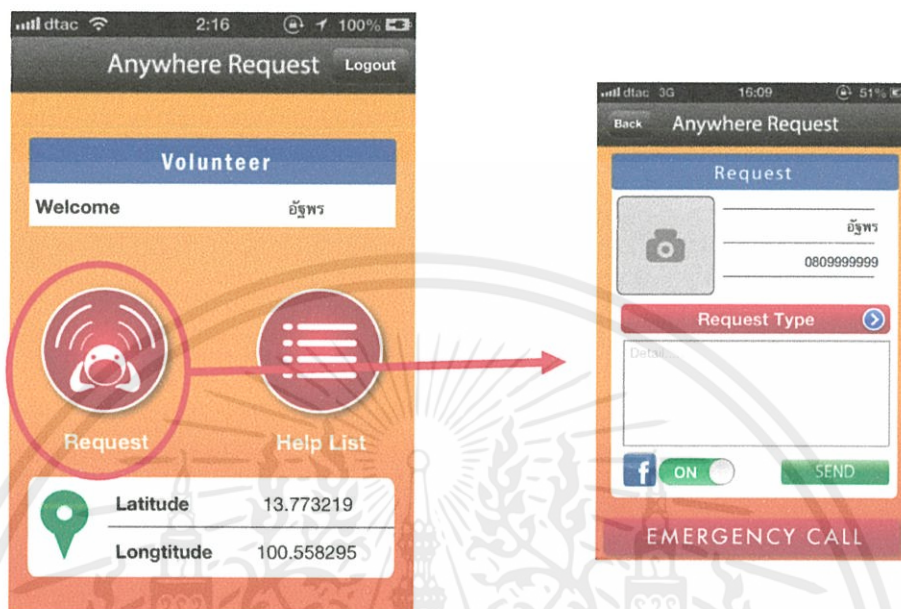 dtac 2:16 100%
Anywhere Request Logout
Volunteer
Welcome อัฐพร
Request Help List
Latitude 13.773219
Longtitude 100.558295
dtac 3G 16:09 51%
Back Anywhere Request
Request
อัฐพร
0809999999
Request Type
Detail...
f ON SEND
EMERGENCY CALL